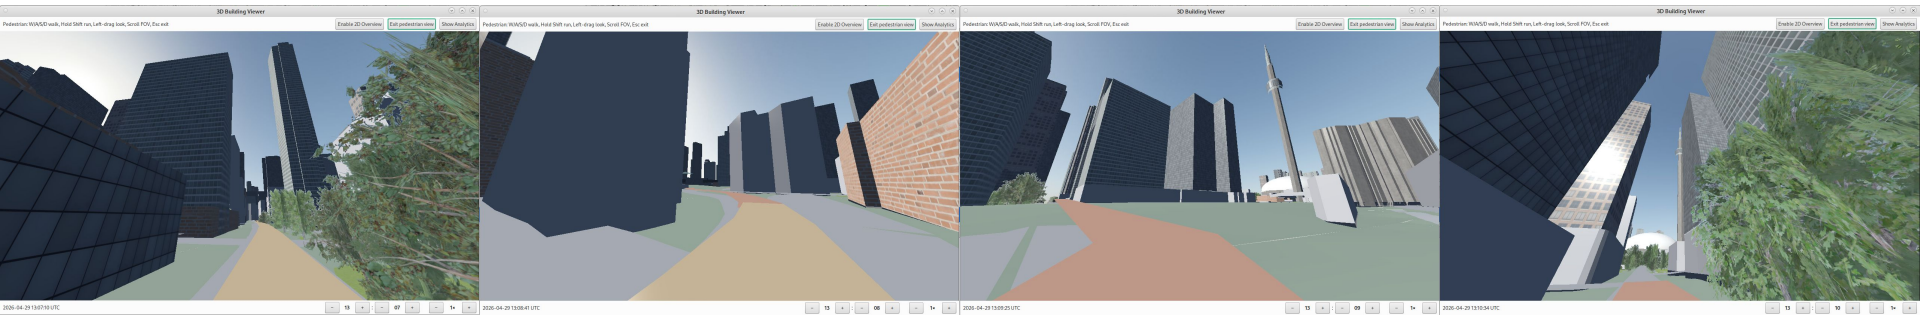 3D Building Viewer
Pedestrian: W/A/S/D walk, Hold Shift run, Left-drag look, Scroll FOV, Esc exit
Enable 2D Overview
Exit pedestrian view
Show Analytics
2026-04-29 13:07:10 UTC
- 13 + : - 07 + - 1× +
3D Building Viewer
Pedestrian: W/A/S/D walk, Hold Shift run, Left-drag look, Scroll FOV, Esc exit
Enable 2D Overview
Exit pedestrian view
Show Analytics
2026-04-29 13:08:41 UTC
- 13 + : - 08 + - 1× +
3D Building Viewer
Pedestrian: W/A/S/D walk, Hold Shift run, Left-drag look, Scroll FOV, Esc exit
Enable 2D Overview
Exit pedestrian view
Show Analytics
2026-04-29 13:09:25 UTC
- 13 + : - 09 + - 1× +
3D Building Viewer
Pedestrian: W/A/S/D walk, Hold Shift run, Left-drag look, Scroll FOV, Esc exit
Enable 2D Overview
Exit pedestrian view
Show Analytics
2026-04-29 13:10:34 UTC
- 13 + : - 10 + - 1× +